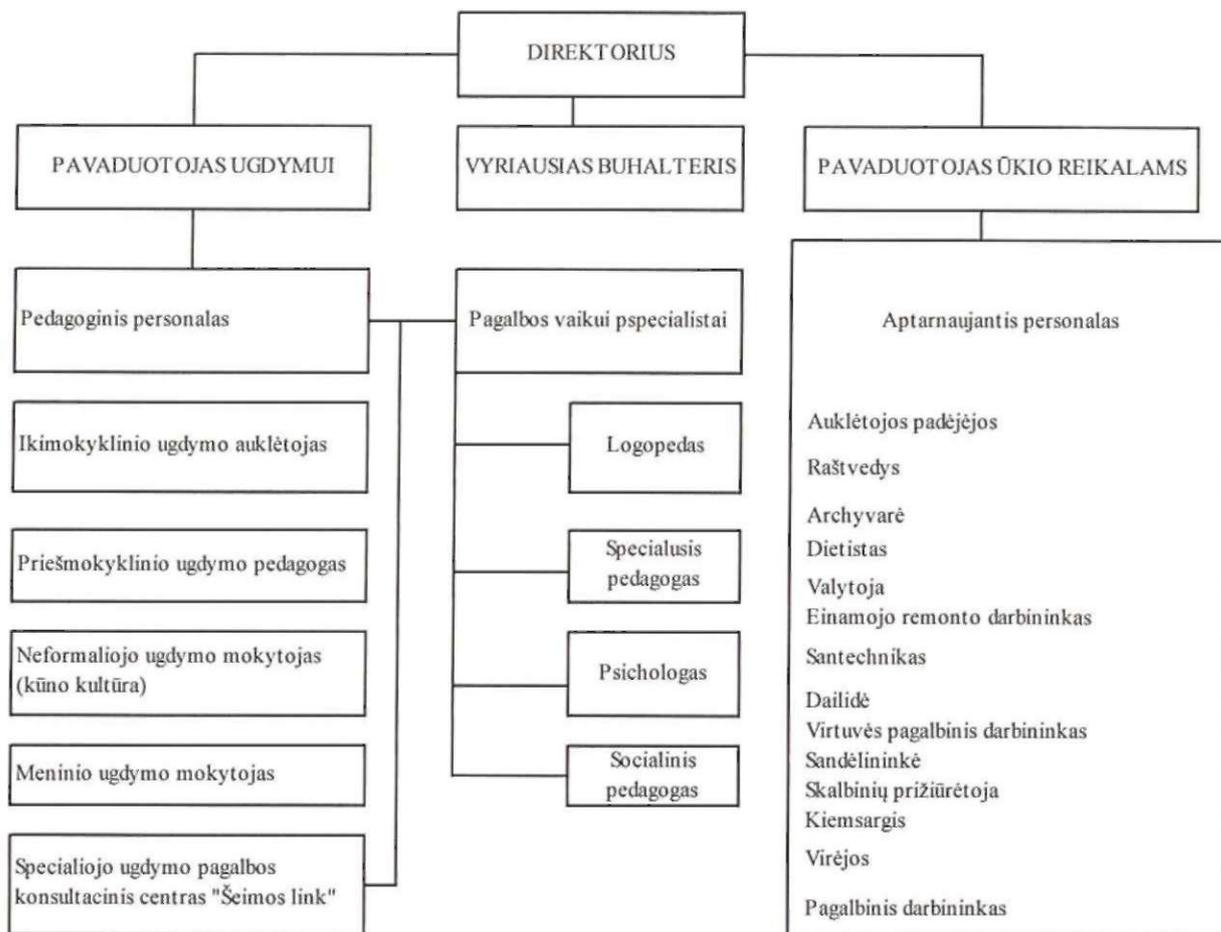 DIREKTORIUS
PAVADUOTOJAS UGDYMUI
VYRIAUSIAS BUHALTERIS
PAVADUOTOJAS ŪKIO REIKALAMS
Pedagoginis personalas
Ikimokyklinio ugdymo auklėtojas
Priešmokyklinio ugdymo pedagogas
Neformaliojo ugdymo mokytojas
(kūno kultūra)
Meninio ugdymo mokytojas
Specialiojo ugdymo pagalbos
konsultacinis centras "Šeimos link"
Pagalbos vaikui pspecialistai
Logopedas
Specialusis
pedagogas
Psichologas
Socialinis
pedagogas
Aptarnaujantis personalas
Auklėtojos padėjėjos
Raštvedys
Archyvarė
Dietistas
Valytoja
Einamojo remonto darbininkas
Santechnikas
Dailidė
Virtuvės pagalbinis darbininkas
Sandėlininkė
Skalbinių prižiūrėtoja
Kiemsargis
Virėjos
Pagalbinis darbininkas